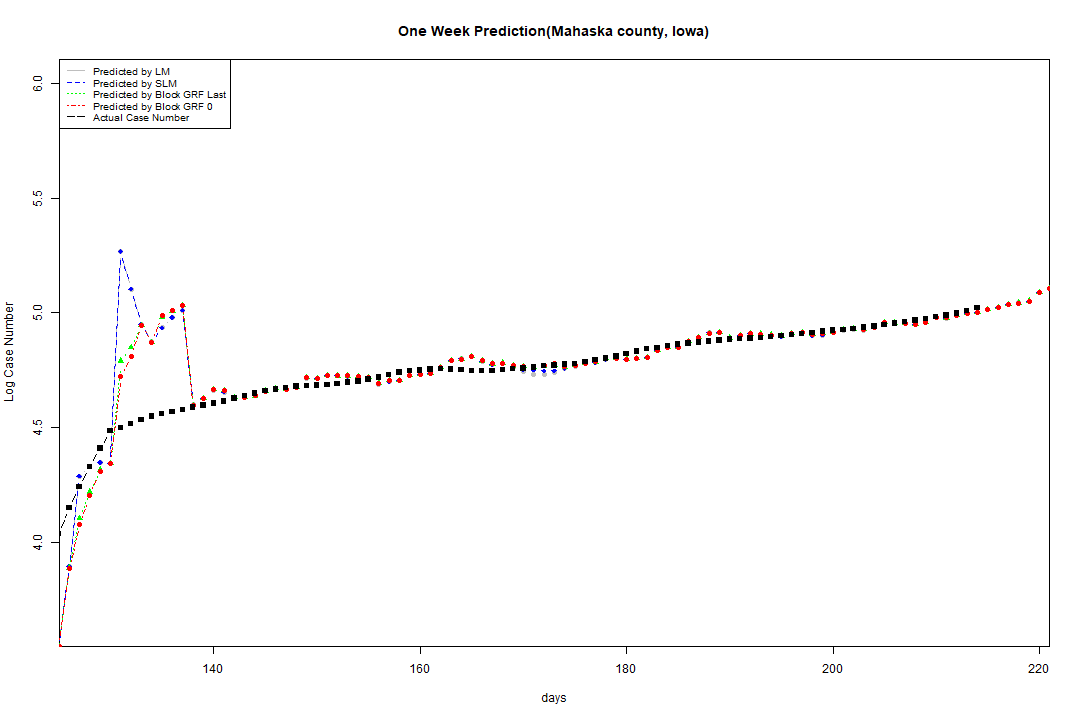 One Week Prediction(Mahaska county, Iowa)
Predicted by LM
Predicted by SLM
Predicted by Block GRF Last
Predicted by Block GRF 0
Actual Case Number
6.0
5.5
5.0
4.5
4.0
Log Case Number
140 160 180 200 220
days